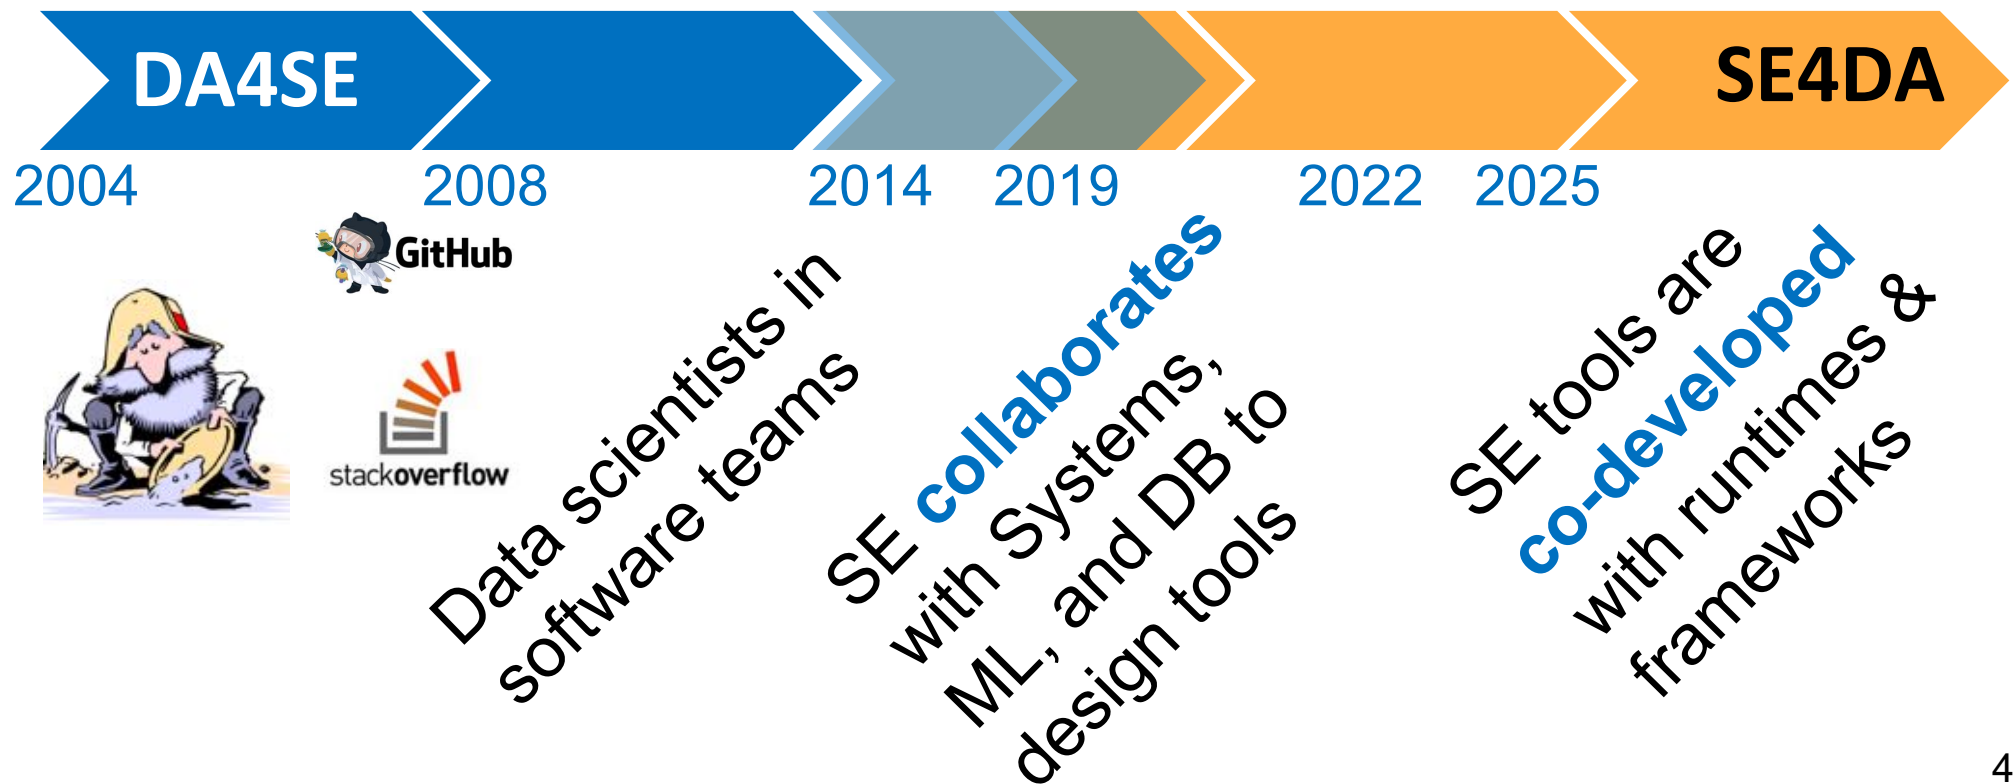 DA4SE
SE4DA
2004
2008
2014
2019
2022
2025
GitHub
stackoverflow
Data scientists in
software teams
SE collaborates
with Systems,
ML, and DB to
design tools
SE tools are
co-developed
with runtimes &
frameworks
4